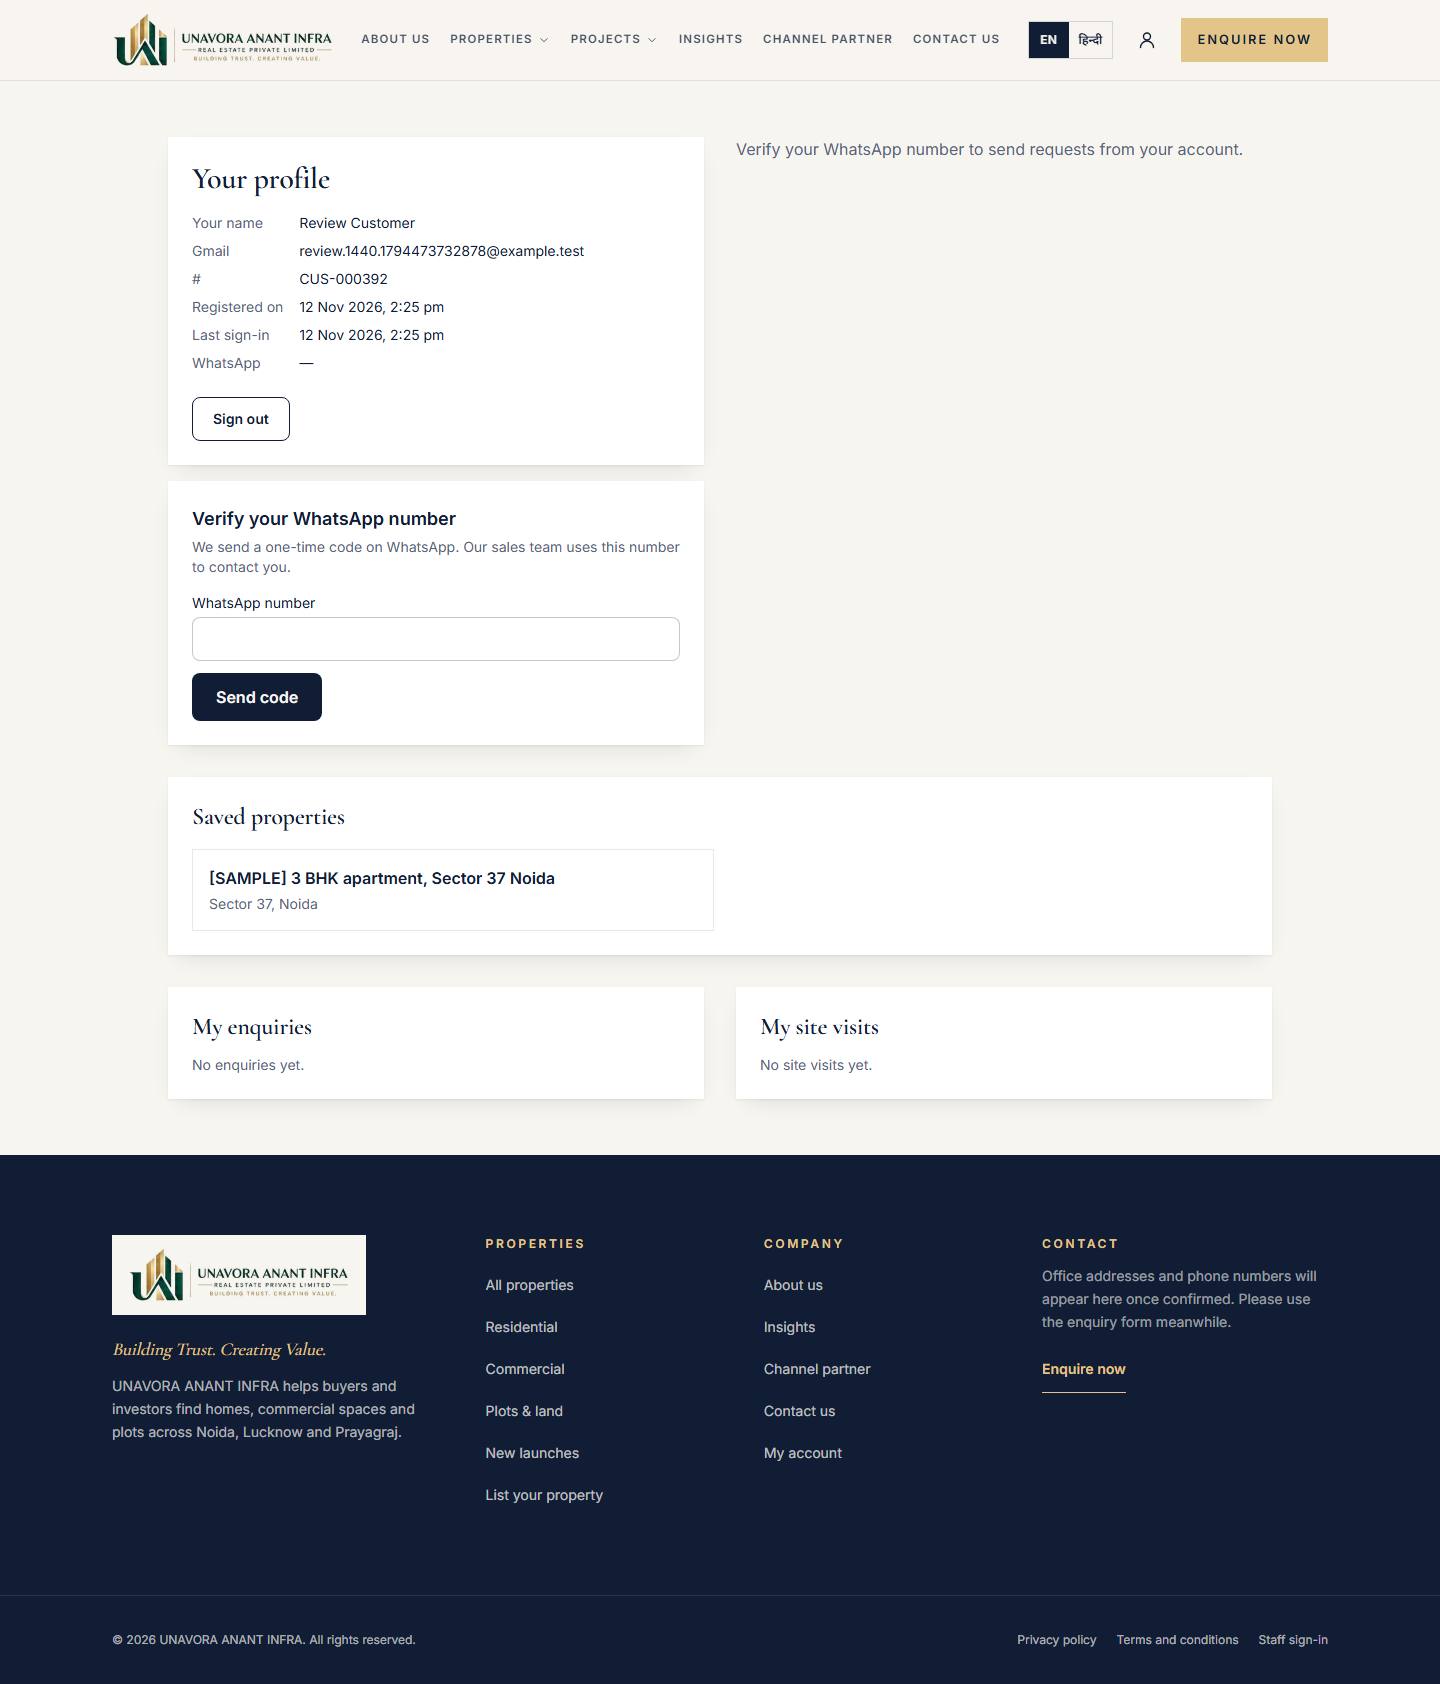 UNAVORA ANANT INFRA
REAL ESTATE PRIVATE LIMITED
BUILDING TRUST. CREATING VALUE.
ABOUT US
PROPERTIES
PROJECTS
INSIGHTS
CHANNEL PARTNER
CONTACT US
EN
हिन्दी
ENQUIRE NOW
Your profile
Your name Review Customer
Gmail review.1440.1794473732878@example.test
# CUS-000392
Registered on 12 Nov 2026, 2:25 pm
Last sign-in 12 Nov 2026, 2:25 pm
WhatsApp —
Sign out
Verify your WhatsApp number to send requests from your account.
Verify your WhatsApp number
We send a one-time code on WhatsApp. Our sales team uses this number
to contact you.
WhatsApp number
Send code
Saved properties
[SAMPLE] 3 BHK apartment, Sector 37 Noida
Sector 37, Noida
My enquiries
No enquiries yet.
My site visits
No site visits yet.
UNAVORA ANANT INFRA
REAL ESTATE PRIVATE LIMITED
BUILDING TRUST. CREATING VALUE.
Building Trust. Creating Value.
UNAVORA ANANT INFRA helps buyers and
investors find homes, commercial spaces and
plots across Noida, Lucknow and Prayagraj.
PROPERTIES
All properties
Residential
Commercial
Plots & land
New launches
List your property
COMPANY
About us
Insights
Channel partner
Contact us
My account
CONTACT
Office addresses and phone numbers will
appear here once confirmed. Please use
the enquiry form meanwhile.
Enquire now
© 2026 UNAVORA ANANT INFRA. All rights reserved.
Privacy policy
Terms and conditions
Staff sign-in